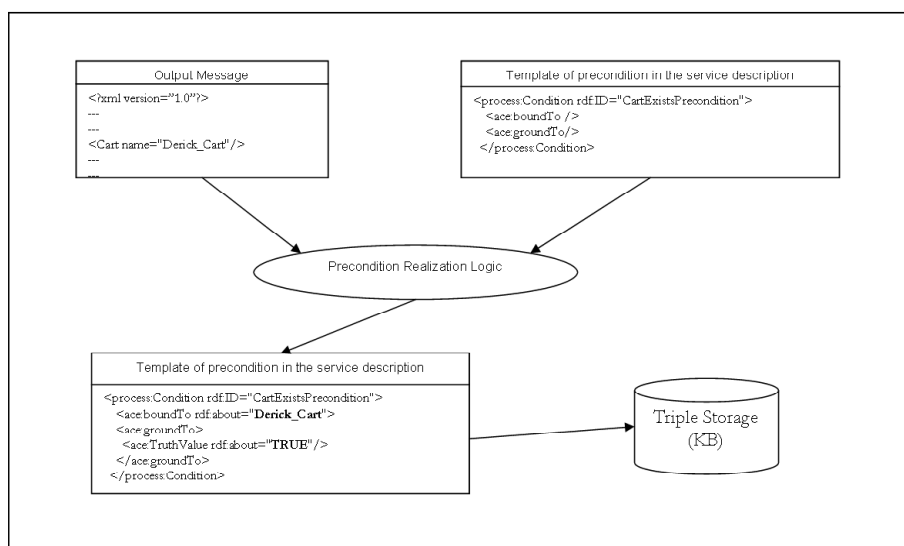 Output Message
<?xml version="1.0"?>
---
---
<Cart name="Derick_Cart"/>
---
---
Template of precondition in the service description
<process:Condition rdf:ID="CartExistsPrecondition">
<ace:boundTo />
<ace:groundTo/>
</process:Condition>
Precondition Realization Logic
Template of precondition in the service description
<process:Condition rdf:ID="CartExistsPrecondition">
<ace:boundTo rdf:about="Derick_Cart">
<ace:groundTo>
<ace:TruthValue rdf:about="TRUE"/>
</ace:groundTo>
</process:Condition>
Triple Storage
(KB)